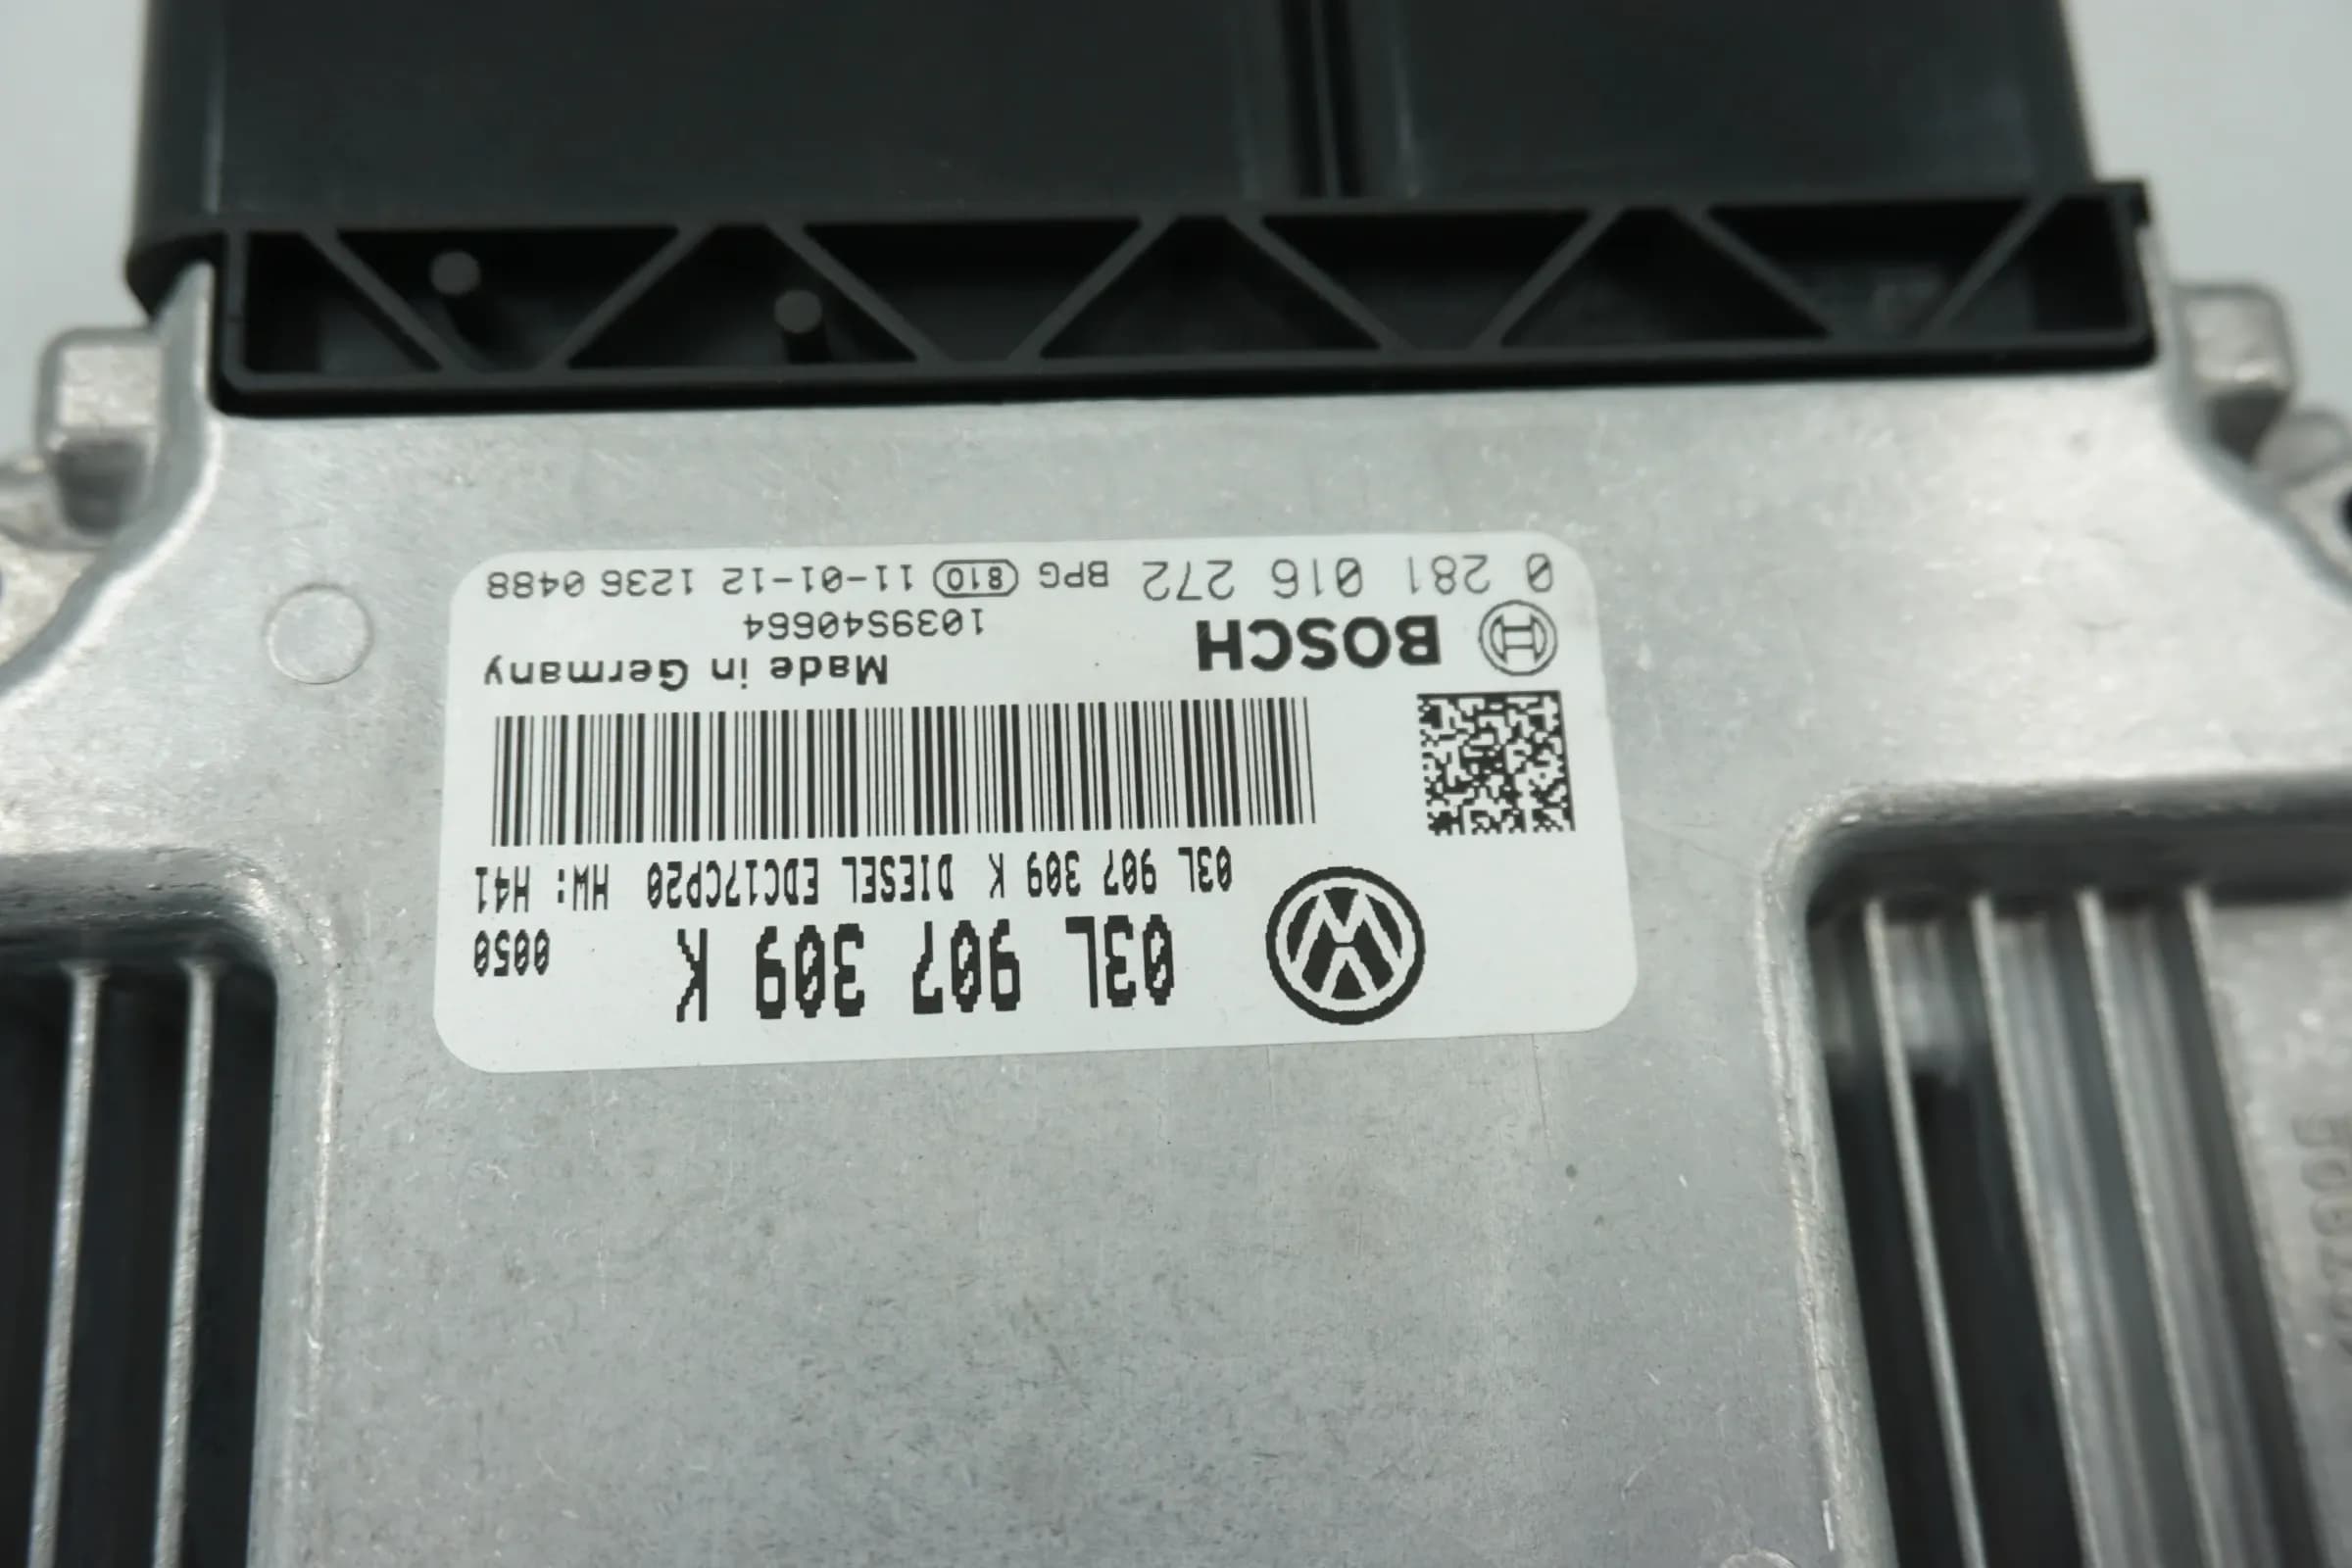 03L 907 309 K 0050
03L 907 309 K DIESEL EDC17CP20 HW: H41
BOSCH Made in Germany
1039S40664
0 281 016 272 BPG 810 11-01-12 1236 0488